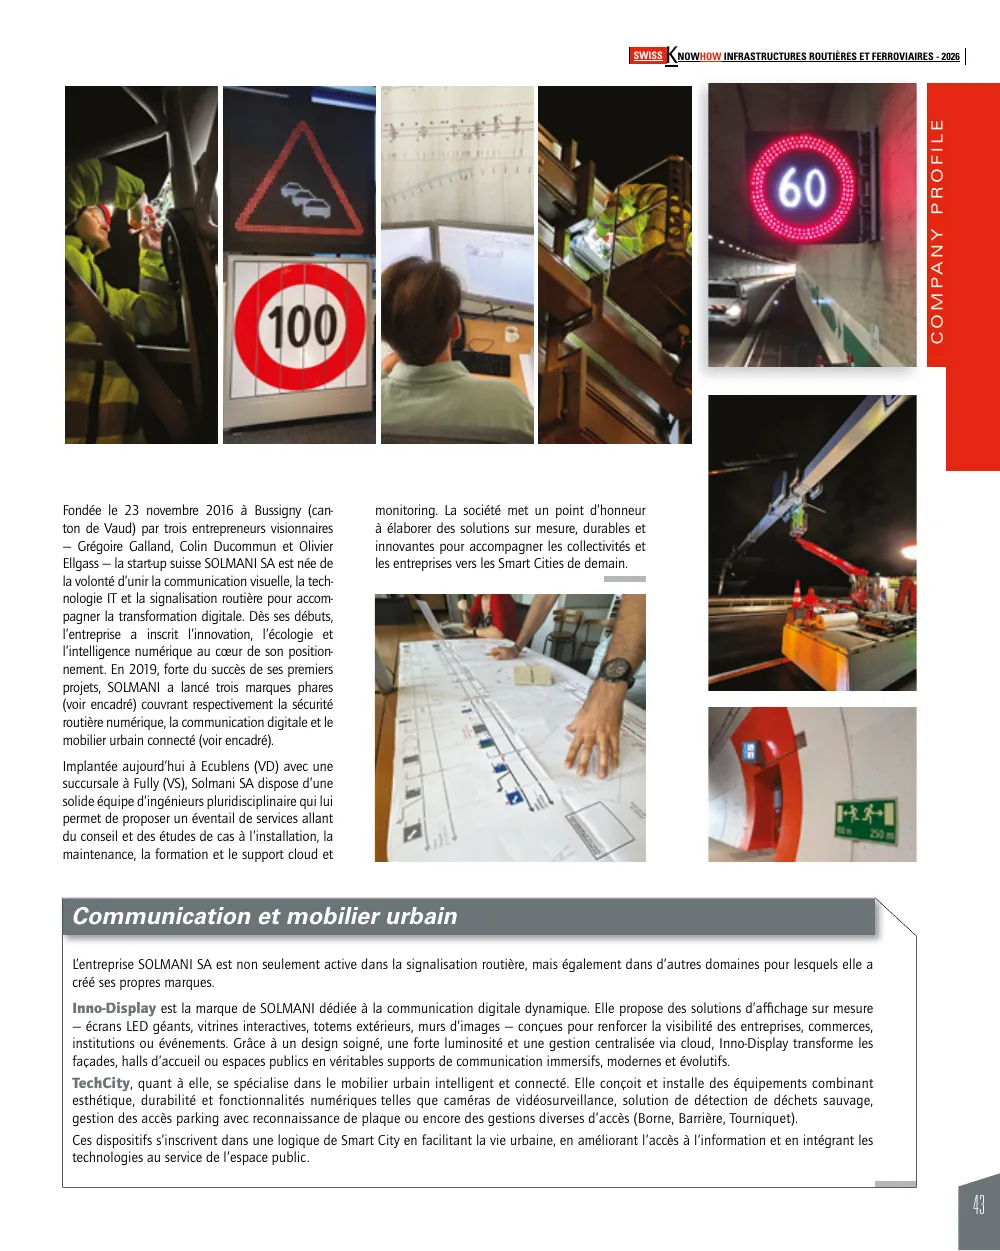 SWISS KNOWHOW INFRASTRUCTURES ROUTIÈRES ET FERROVIAIRES - 2026
COMPANY PROFILE
100
60
Fondée le 23 novembre 2016 à Bussigny (can-
ton de Vaud) par trois entrepreneurs visionnaires
– Grégoire Galland, Colin Ducommun et Olivier
Ellgass – la start-up suisse SOLMANI SA est née de
la volonté d’unir la communication visuelle, la tech-
nologie IT et la signalisation routière pour accom-
pagner la transformation digitale. Dès ses débuts,
l’entreprise a inscrit l’innovation, l’écologie et
l’intelligence numérique au cœur de son position-
nement. En 2019, forte du succès de ses premiers
projets, SOLMANI a lancé trois marques phares
(voir encadré) couvrant respectivement la sécurité
routière numérique, la communication digitale et le
mobilier urbain connecté (voir encadré).
Implantée aujourd’hui à Ecublens (VD) avec une
succursale à Fully (VS), Solmani SA dispose d’une
solide équipe d’ingénieurs pluridisciplinaire qui lui
permet de proposer un éventail de services allant
du conseil et des études de cas à l’installation, la
maintenance, la formation et le support cloud et
monitoring. La société met un point d’honneur
à élaborer des solutions sur mesure, durables et
innovantes pour accompagner les collectivités et
les entreprises vers les Smart Cities de demain.
250 m
Communication et mobilier urbain
L’entreprise SOLMANI SA est non seulement active dans la signalisation routière, mais également dans d’autres domaines pour lesquels elle a
créé ses propres marques.
Inno-Display est la marque de SOLMANI dédiée à la communication digitale dynamique. Elle propose des solutions d’affichage sur mesure
– écrans LED géants, vitrines interactives, totems extérieurs, murs d’images – conçues pour renforcer la visibilité des entreprises, commerces,
institutions ou événements. Grâce à un design soigné, une forte luminosité et une gestion centralisée via cloud, Inno-Display transforme les
façades, halls d’accueil ou espaces publics en véritables supports de communication immersifs, modernes et évolutifs.
TechCity, quant à elle, se spécialise dans le mobilier urbain intelligent et connecté. Elle conçoit et installe des équipements combinant
esthétique, durabilité et fonctionnalités numériques telles que caméras de vidéosurveillance, solution de détection de déchets sauvage,
gestion des accès parking avec reconnaissance de plaque ou encore des gestions diverses d’accès (Borne, Barrière, Tourniquet).
Ces dispositifs s’inscrivent dans une logique de Smart City en facilitant la vie urbaine, en améliorant l’accès à l’information et en intégrant les
technologies au service de l’espace public.
43